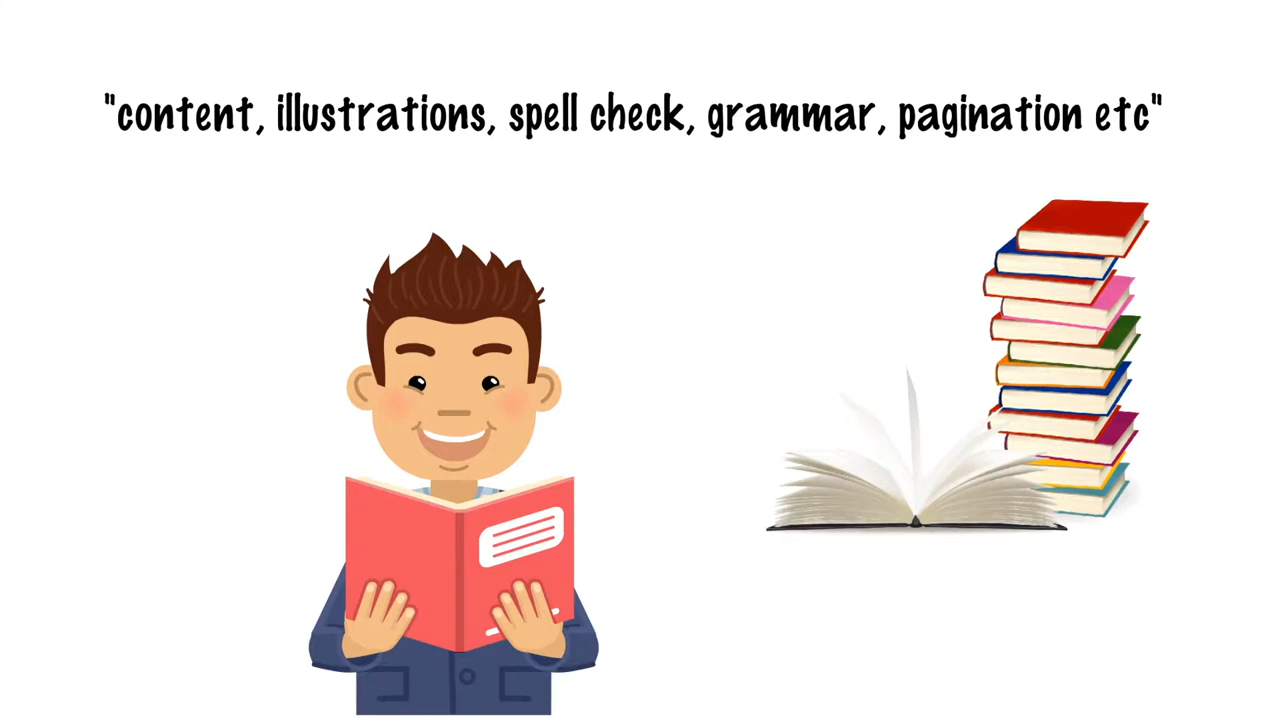 "content, illustrations, spell check, grammar, pagination etc"